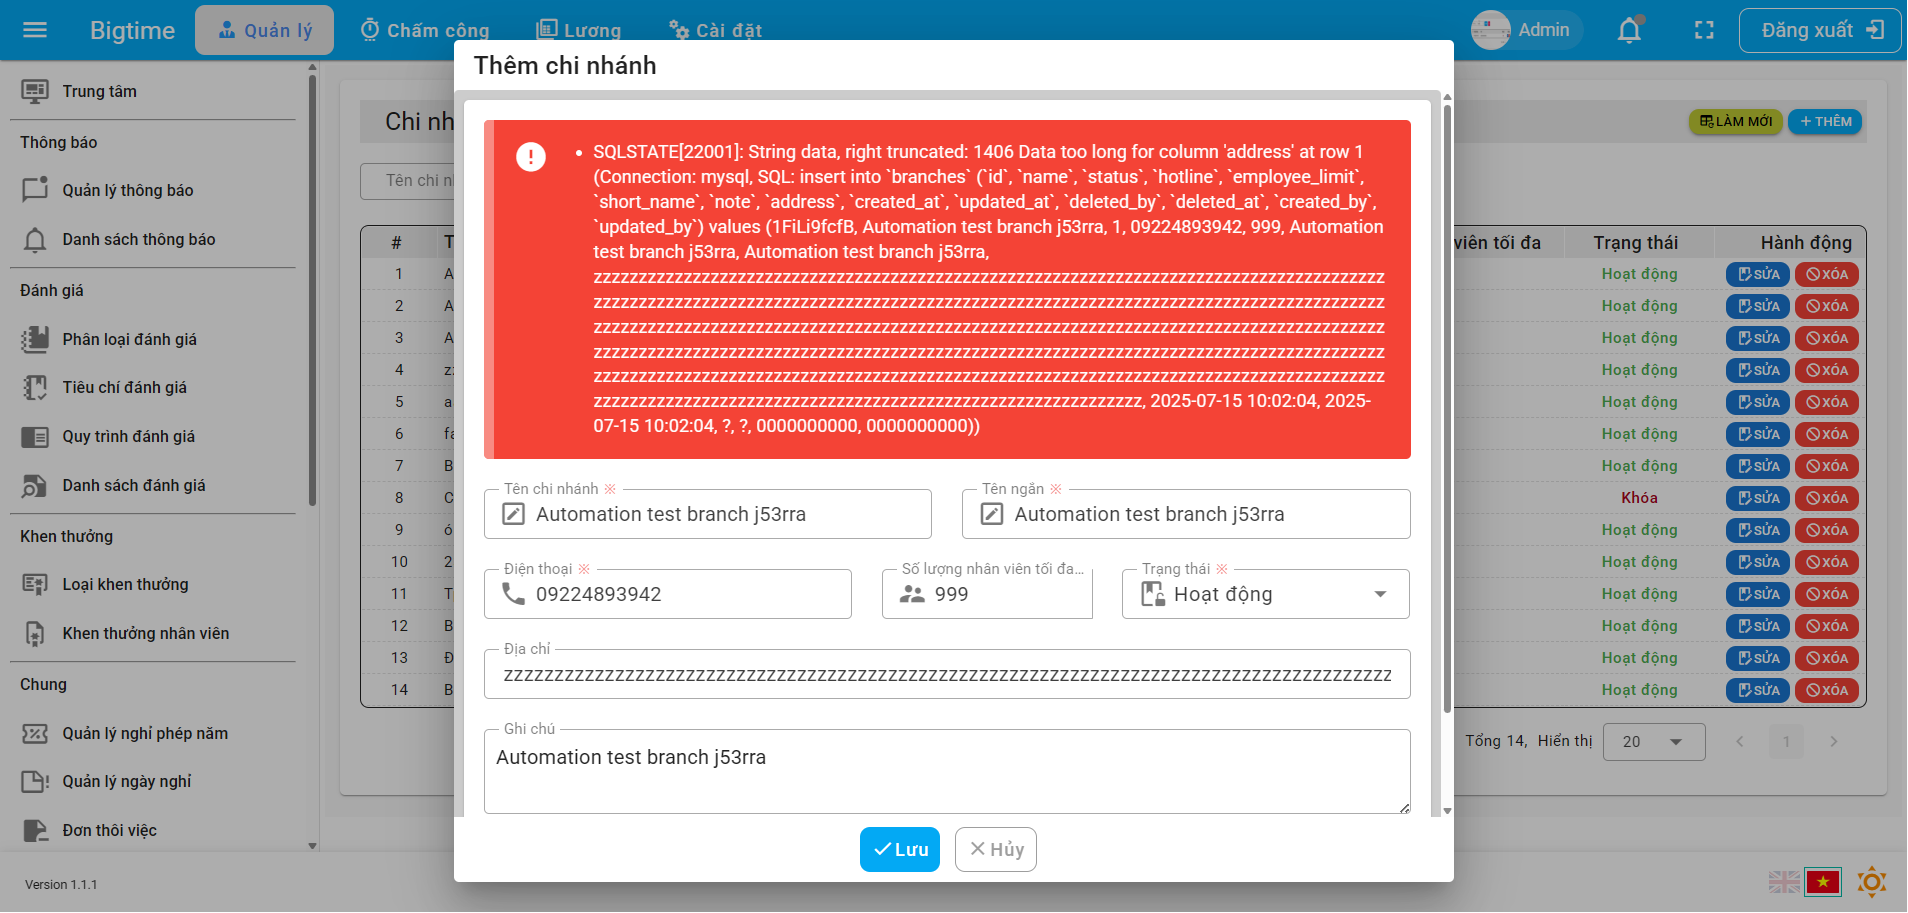 Bigtime
Quản lý
Chấm công
Lương
Cài đặt
Admin
Đăng xuất
Trung tâm
Thông báo
Quản lý thông báo
Danh sách thông báo
Đánh giá
Phân loại đánh giá
Tiêu chí đánh giá
Quy trình đánh giá
Danh sách đánh giá
Khen thưởng
Loại khen thưởng
Khen thưởng nhân viên
Chung
Quản lý nghỉ phép năm
Quản lý ngày nghỉ
Đơn thôi việc
Version 1.1.1
Chi nh
LÀM MỚI
+ THÊM
Tên chi n
# T
viên tối đa Trạng thái Hành động
1 A Hoạt động SỬA XÓA
2 A Hoạt động SỬA XÓA
3 A Hoạt động SỬA XÓA
4 z Hoạt động SỬA XÓA
5 a Hoạt động SỬA XÓA
6 fa Hoạt động SỬA XÓA
7 B Hoạt động SỬA XÓA
8 C Khóa SỬA XÓA
9 ó Hoạt động SỬA XÓA
10 2 Hoạt động SỬA XÓA
11 T Hoạt động SỬA XÓA
12 B Hoạt động SỬA XÓA
13 Đ Hoạt động SỬA XÓA
14 B Hoạt động SỬA XÓA
Tổng 14, Hiển thị 20 1
Thêm chi nhánh
• SQLSTATE[22001]: String data, right truncated: 1406 Data too long for column 'address' at row 1
(Connection: mysql, SQL: insert into `branches` (`id`, `name`, `status`, `hotline`, `employee_limit`,
`short_name`, `note`, `address`, `created_at`, `updated_at`, `deleted_by`, `deleted_at`, `created_by`,
`updated_by`) values (1FiLi9fcfB, Automation test branch j53rra, 1, 09224893942, 999, Automation
test branch j53rra, Automation test branch j53rra,
zzzzzzzzzzzzzzzzzzzzzzzzzzzzzzzzzzzzzzzzzzzzzzzzzzzzzzzzzzzzzzzzzzzzzzzzzzzzzzzzzzzzzzzz
zzzzzzzzzzzzzzzzzzzzzzzzzzzzzzzzzzzzzzzzzzzzzzzzzzzzzzzzzzzzzzzzzzzzzzzzzzzzzzzzzzzzzzzz
zzzzzzzzzzzzzzzzzzzzzzzzzzzzzzzzzzzzzzzzzzzzzzzzzzzzzzzzzzzzzzzzzzzzzzzzzzzzzzzzzzzzzzzz
zzzzzzzzzzzzzzzzzzzzzzzzzzzzzzzzzzzzzzzzzzzzzzzzzzzzzzzzzzzzzzzzzzzzzzzzzzzzzzzzzzzzzzzz
zzzzzzzzzzzzzzzzzzzzzzzzzzzzzzzzzzzzzzzzzzzzzzzzzzzzzzzzzzzzzzzzzzzzzzzzzzzzzzzzzzzzzzzz
zzzzzzzzzzzzzzzzzzzzzzzzzzzzzzzzzzzzzzzzzzzzzzzzzzzzzzzzzzzzz, 2025-07-15 10:02:04, 2025-
07-15 10:02:04, ?, ?, 0000000000, 0000000000))
Tên chi nhánh ※
Automation test branch j53rra
Tên ngắn ※
Automation test branch j53rra
Điện thoại ※
09224893942
Số lượng nhân viên tối đa...
999
Trạng thái ※
Hoạt động
Địa chỉ
zzzzzzzzzzzzzzzzzzzzzzzzzzzzzzzzzzzzzzzzzzzzzzzzzzzzzzzzzzzzzzzzzzzzzzzzzzzzzzzzzzzzzzzz
Ghi chú
Automation test branch j53rra
Lưu
Hủy